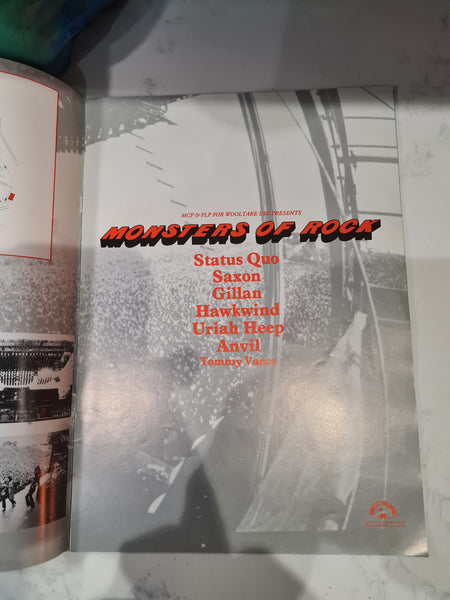 MCP & PLP FOR WOOLTARE LTD PRESENTS
MONSTERS OF ROCK
Status Quo
Saxon
Gillan
Hawkwind
Uriah Heep
Anvil
Tommy Vance